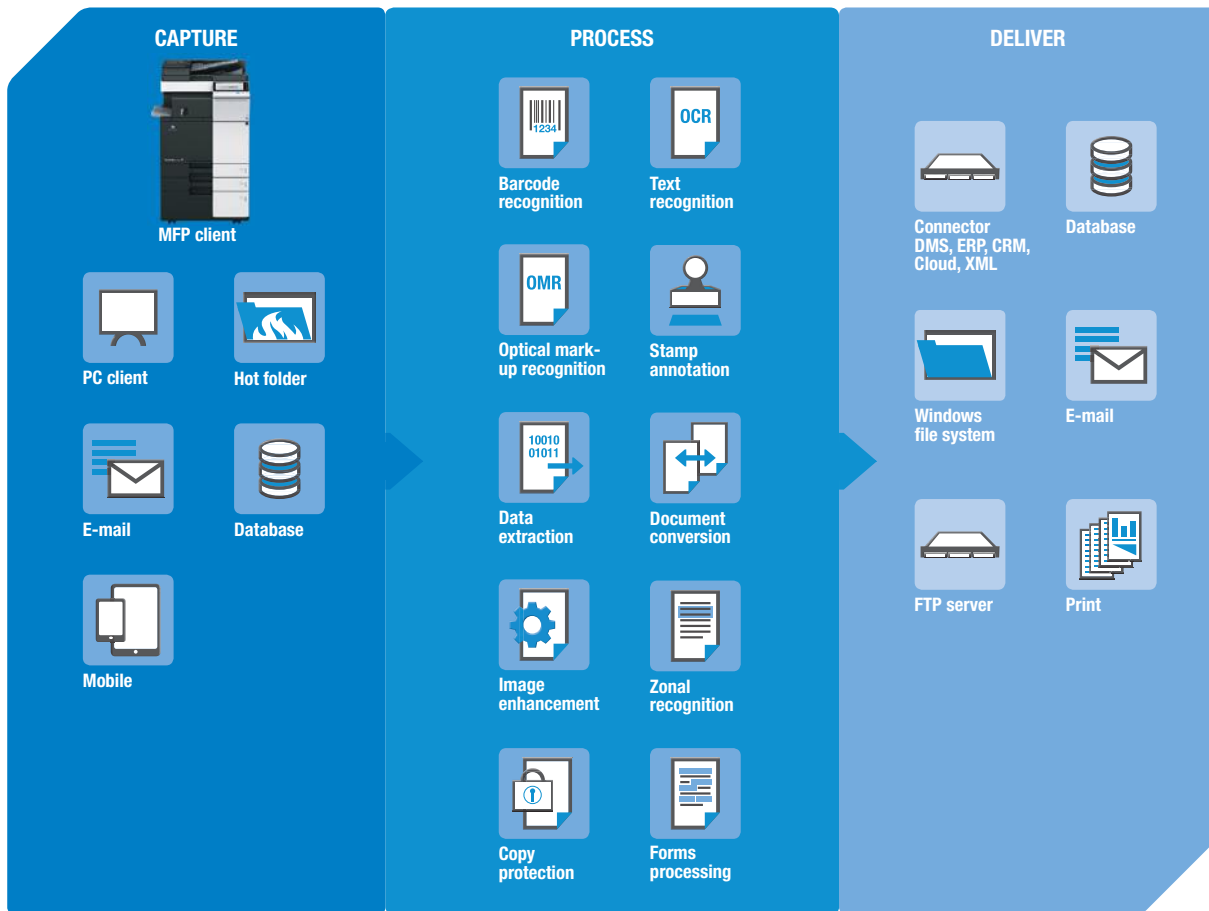 CAPTURE
MFP client
PC client
Hot folder
E-mail
Database
Mobile
PROCESS
1234
Barcode
recognition
OCR
Text
recognition
OMR
Optical mark-
up recognition
Stamp
annotation
10010
01011
Data
extraction
Document
conversion
Image
enhancement
Zonal
recognition
Copy
protection
Forms
processing
DELIVER
Connector
DMS, ERP, CRM,
Cloud, XML
Database
Windows
file system
E-mail
FTP server
Print